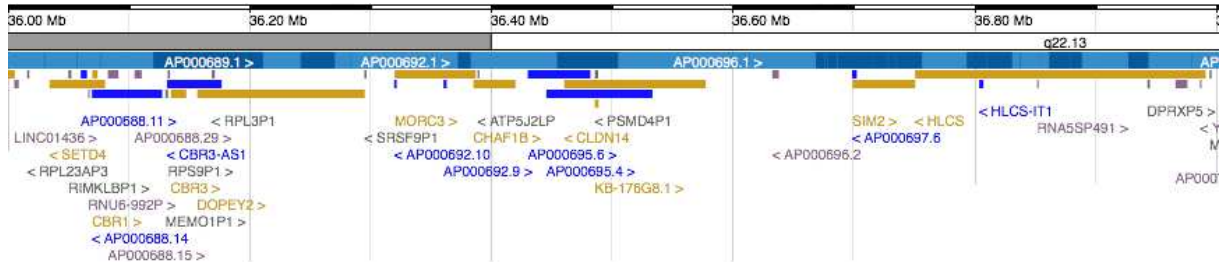 36.00 Mb 36.20 Mb 36.40 Mb 36.60 Mb 36.80 Mb
q22.13
AP000689.1 > AP000692.1 > AP000696.1 > AP
AP000688.11 > < RPL3P1 MORC3 > < ATP5J2LP < PSMD4P1 SIM2 > < HLCS < HLCS-IT1 DPRXP5 >
LINC01436 > AP000688.29 > < SRSF9P1 CHAF1B > < CLDN14 < AP000697.6 RNA5SP491 > < Y
< SETD4 < CBR3-AS1 < AP000692.10 AP000695.6 > < AP000696.2 M
< RPL23AP3 RPS9P1 > AP000692.9 > AP000695.4 >
RIMKLBP1 > CBR3 > KB-176G8.1 >
RNU6-992P > DOPEY2 >
CBR1 > MEMO1P1 >
< AP000688.14
AP000688.15 >